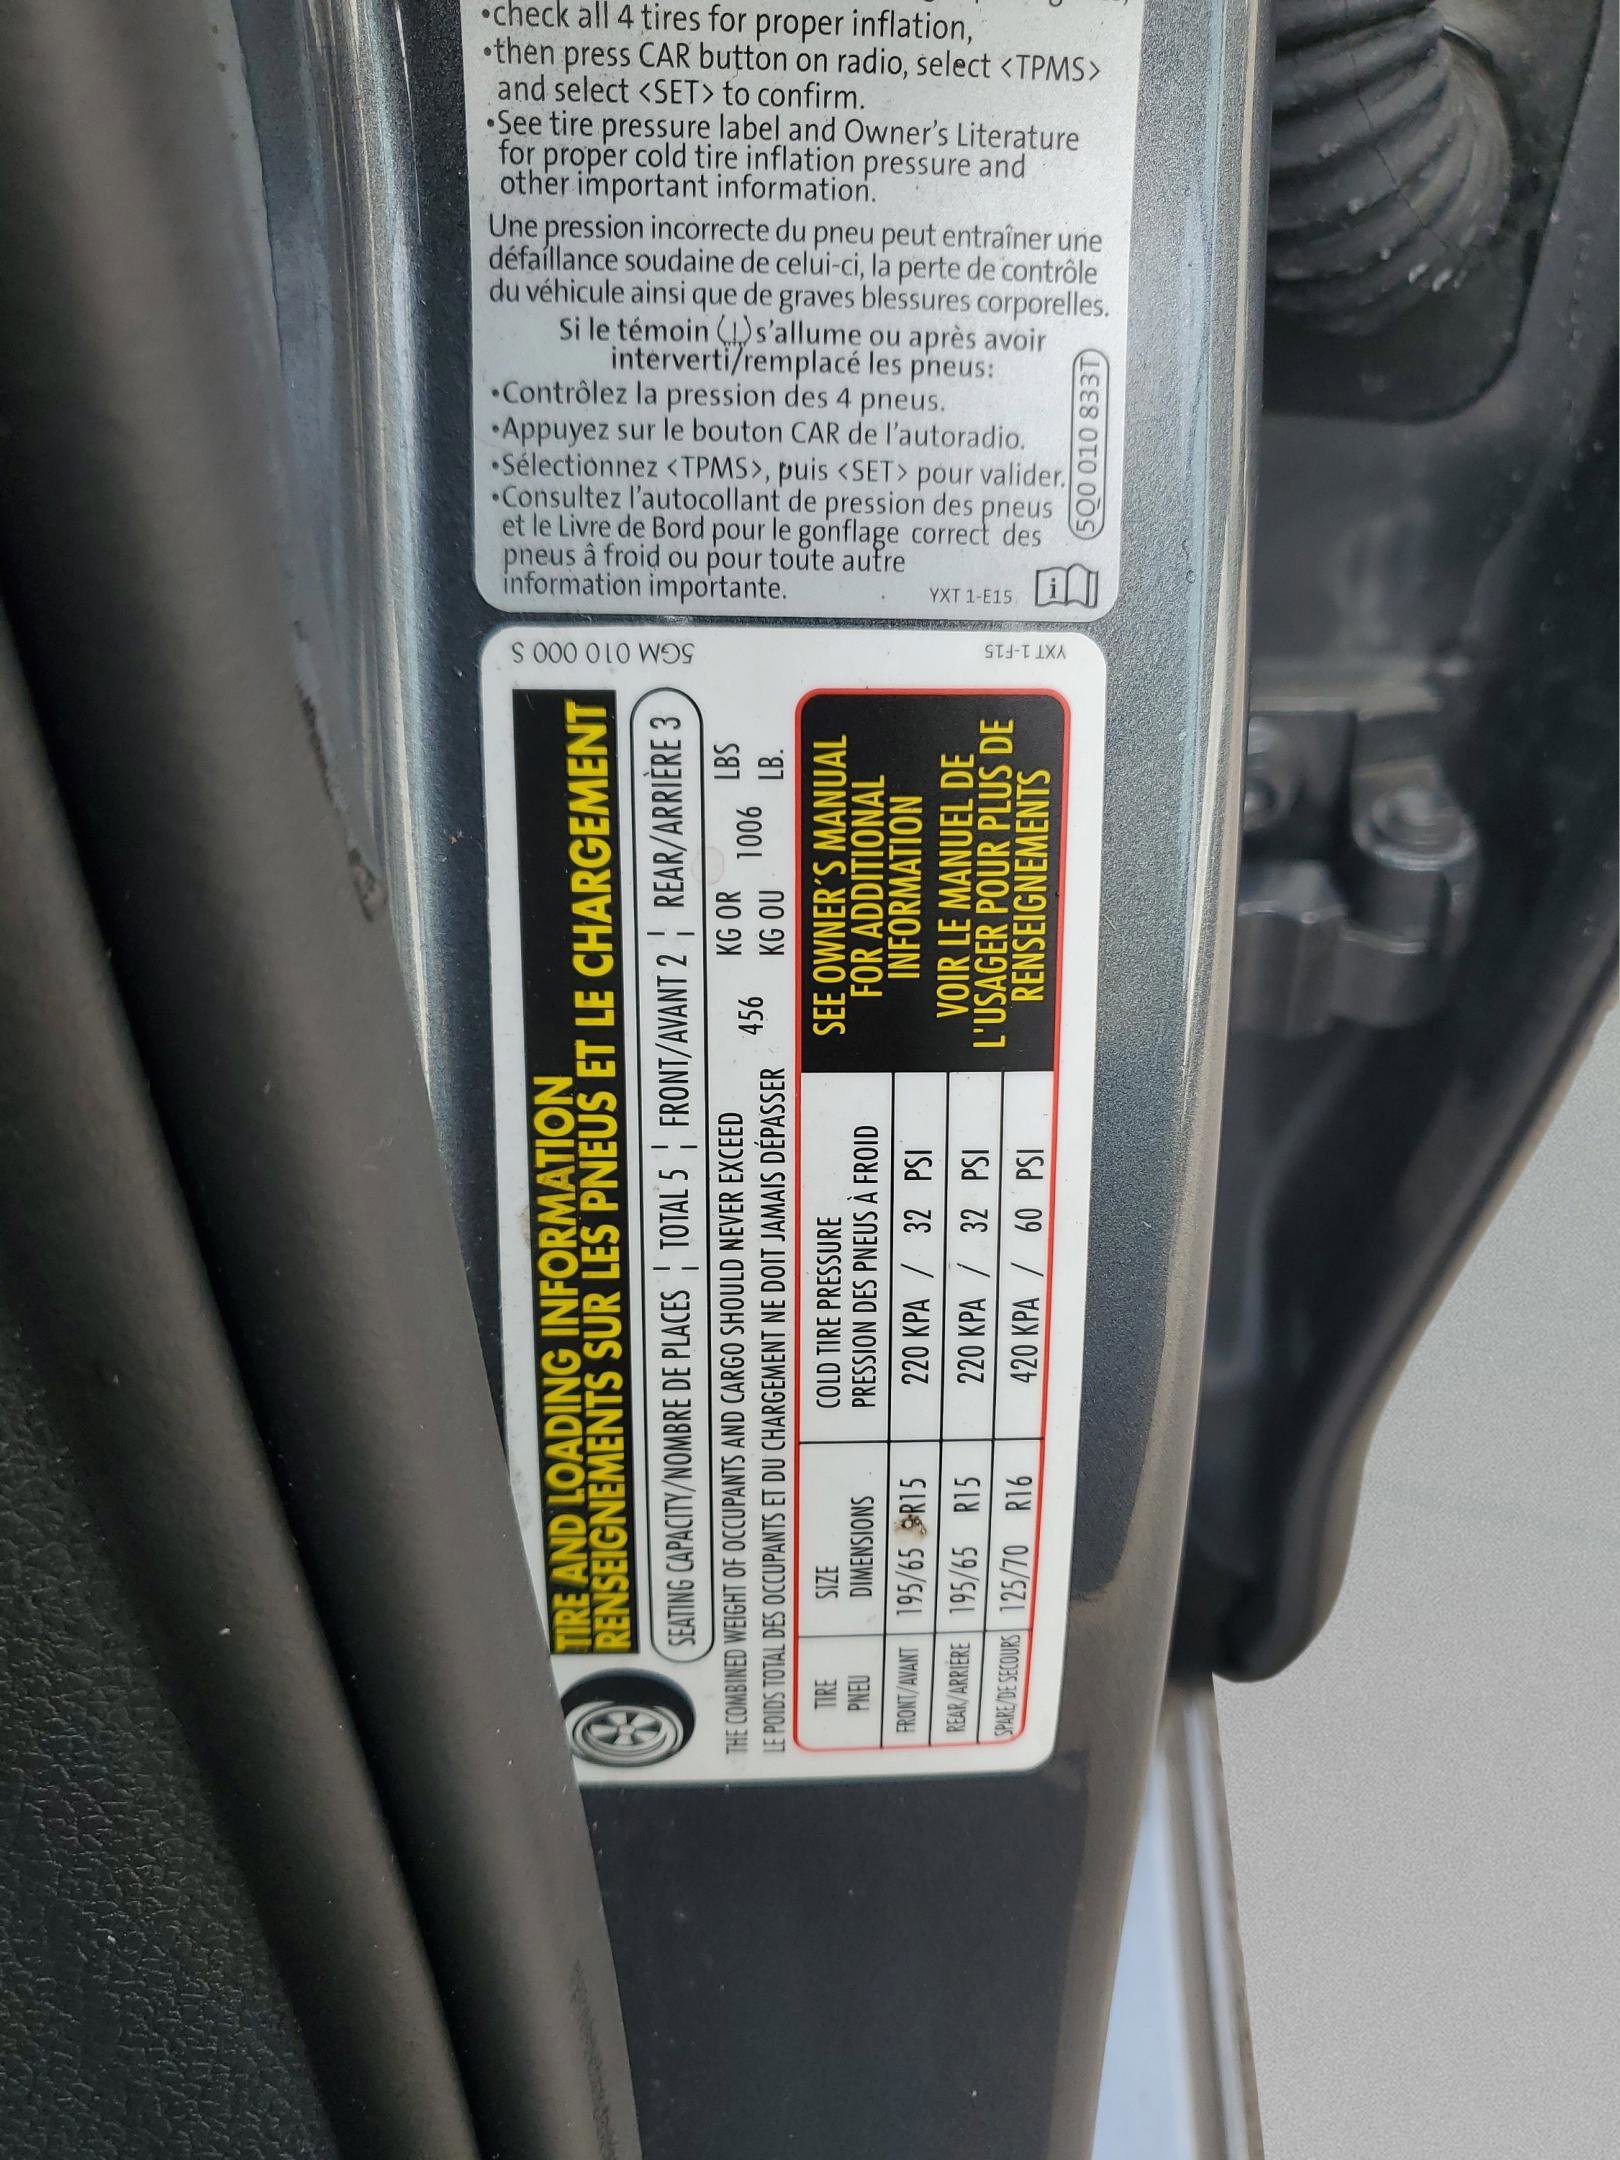 •check all 4 tires for proper inflation,
•then press CAR button on radio, select <TPMS>
and select <SET> to confirm.
•See tire pressure label and Owner's Literature
for proper cold tire inflation pressure and
other important information.
Une pression incorrecte du pneu peut entraîner une
défaillance soudaine de celui-ci, la perte de contrôle
du véhicule ainsi que de graves blessures corporelles.
Si le témoin (!) s'allume ou après avoir
interverti/remplacé les pneus:
•Contrôlez la pression des 4 pneus.
•Appuyez sur le bouton CAR de l'autoradio.
•Sélectionnez <TPMS>, puis <SET> pour valider.
•Consultez l'autocollant de pression des pneus
et le Livre de Bord pour le gonflage correct des
pneus â froid ou pour toute autre
information importante.
YXT 1-E15
i
5Q0 010 833T
5GM 010 000 S
YXT 1-F15
TIRE AND LOADING INFORMATION
RENSEIGNEMENTS SUR LES PNEUS ET LE CHARGEMENT
SEATING CAPACITY/NOMBRE DE PLACES ¦ TOTAL 5 ¦ FRONT/AVANT 2 ¦ REAR/ARRIÈRE 3
THE COMBINED WEIGHT OF OCCUPANTS AND CARGO SHOULD NEVER EXCEED 456 KG OR 1006 LBS
LE POIDS TOTAL DES OCCUPANTS ET DU CHARGEMENT NE DOIT JAMAIS DÉPASSER KG OU LB.
TIRE SIZE COLD TIRE PRESSURE
PNEU DIMENSIONS PRESSION DES PNEUS À FROID
FRONT/AVANT 195/65 R15 220 KPA / 32 PSI
REAR/ARRIÈRE 195/65 R15 220 KPA / 32 PSI
SPARE/DE SECOURS 125/70 R16 420 KPA / 60 PSI
SEE OWNER'S MANUAL
FOR ADDITIONAL
INFORMATION
VOIR LE MANUEL DE
L'USAGER POUR PLUS DE
RENSEIGNEMENTS